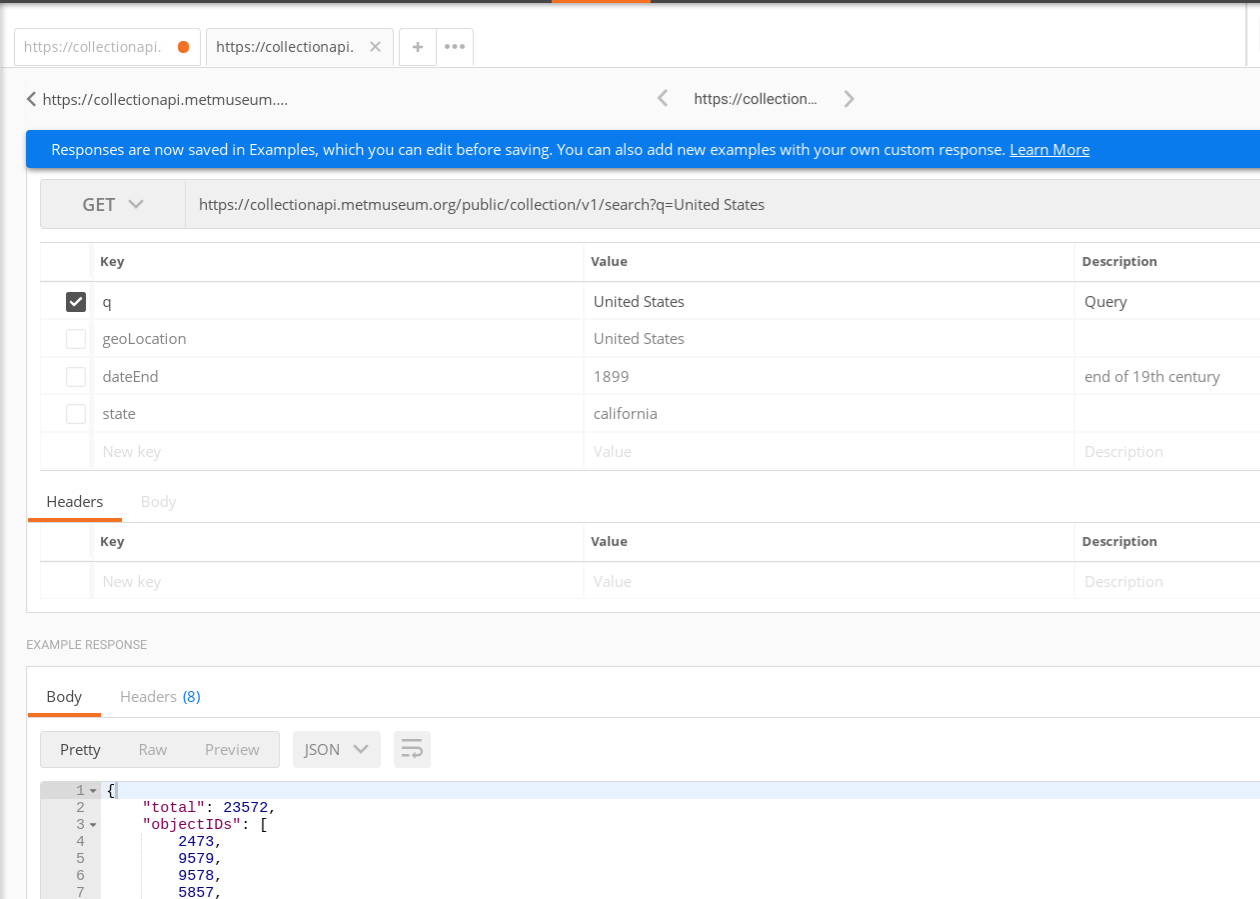 https://collectionapi. https://collectionapi. ✕ + •••
https://collectionapi.metmuseum.... https://collection...
Responses are now saved in Examples, which you can edit before saving. You can also add new examples with your own custom response. Learn More
GET https://collectionapi.metmuseum.org/public/collection/v1/search?q=United States
Key Value Description
q United States Query
geoLocation United States
dateEnd 1899 end of 19th century
state california
New key Value Description
Headers Body
Key Value Description
New key Value Description
EXAMPLE RESPONSE
Body Headers (8)
Pretty Raw Preview JSON
1 {
2 "total": 23572,
3 "objectIDs": [
4 2473,
5 9579,
6 9578,
7 5857,